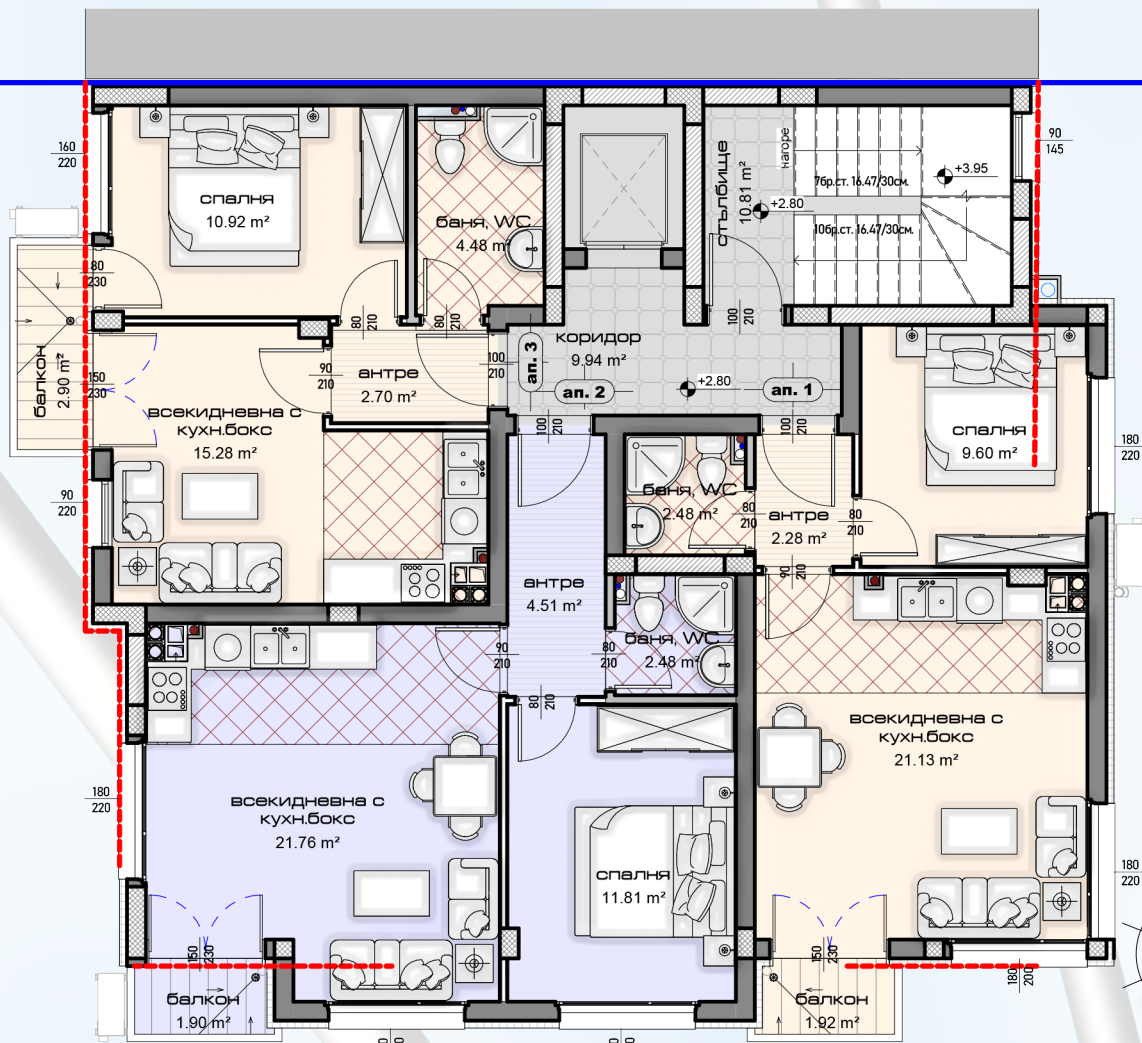 160
220
спалня
10.92 m²
баня, WC
4.48 m²
стълбище
10.81 m²
нагоре
+2.80
7бр.ст. 16.47/30см.
10бр.ст. 16.47/30см.
+3.95
90
145
80
230
80
210
80
210
100
210
балкон
2.90 m²
150
230
90
210
антре
2.70 m²
100
210
ап. 3
коридор
9.94 m²
ап. 2
+2.80
ап. 1
всекидневна с
кухн.бокс
15.28 m²
100
210
100
210
спалня
9.60 m²
180
220
90
220
баня, WC
2.48 m²
80
210
антре
2.28 m²
80
210
90
210
антре
4.51 m²
90
210
80
210
баня, WC
2.48 m²
80
210
всекидневна с
кухн.бокс
21.13 m²
180
220
всекидневна с
кухн.бокс
21.76 m²
спалня
11.81 m²
180
220
150
230
150
230
180
200
балкон
1.90 m²
балкон
1.92 m²